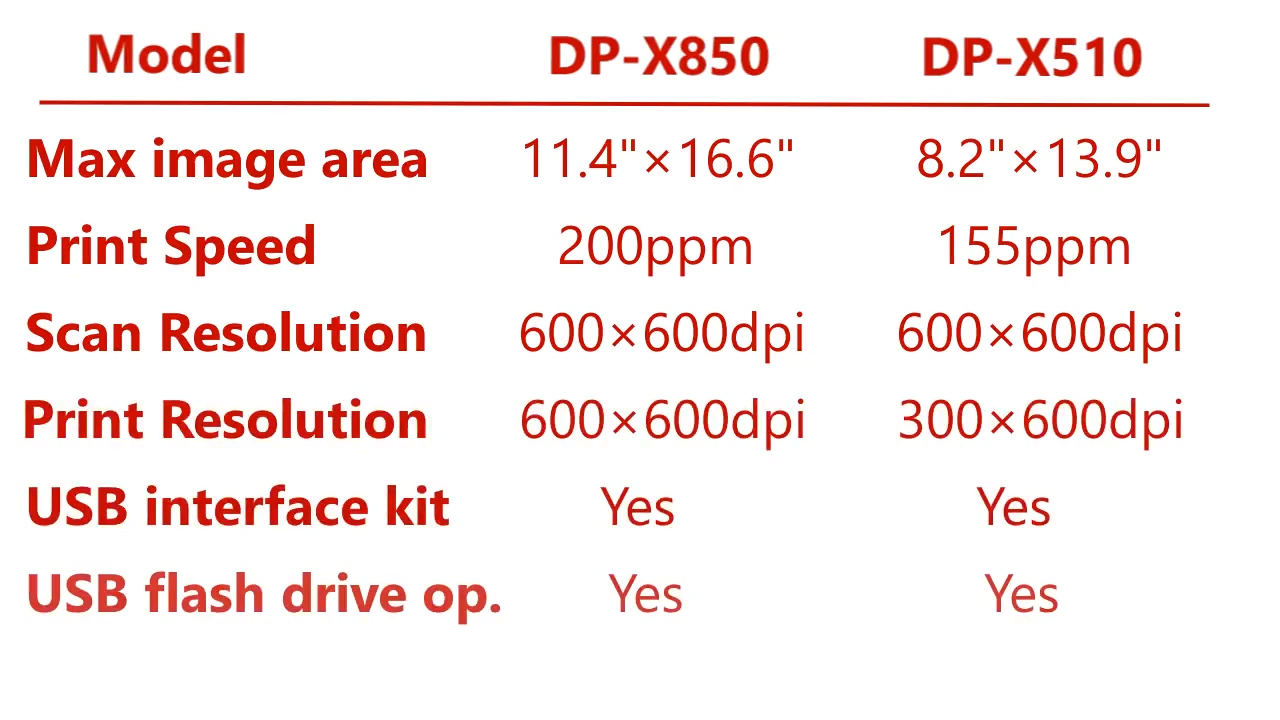 Model DP-X850 DP-X510
Max image area 11.4"×16.6" 8.2"×13.9"
Print Speed 200ppm 155ppm
Scan Resolution 600×600dpi 600×600dpi
Print Resolution 600×600dpi 300×600dpi
USB interface kit Yes Yes
USB flash drive op. Yes Yes